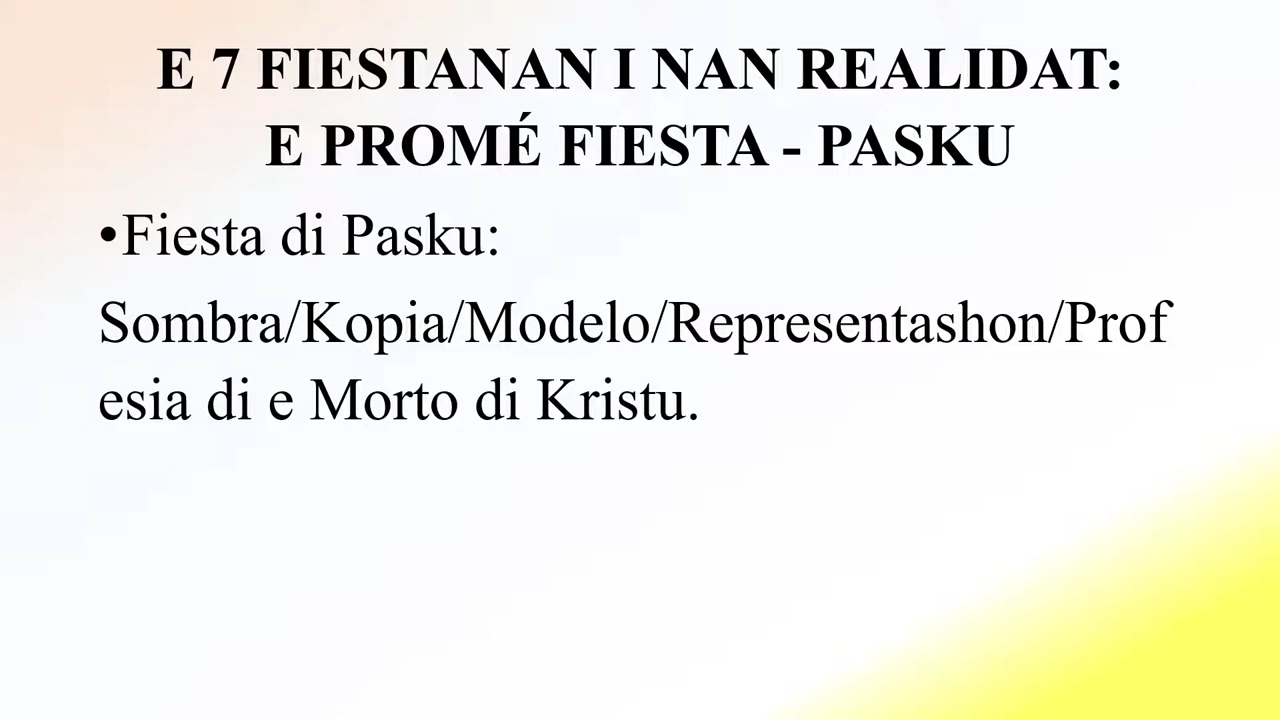 E 7 FIESTANAN I NAN REALIDAT:
E PROMÉ FIESTA - PASKU
•Fiesta di Pasku:
Sombra/Kopia/Modelo/Representashon/Prof
esia di e Morto di Kristu.